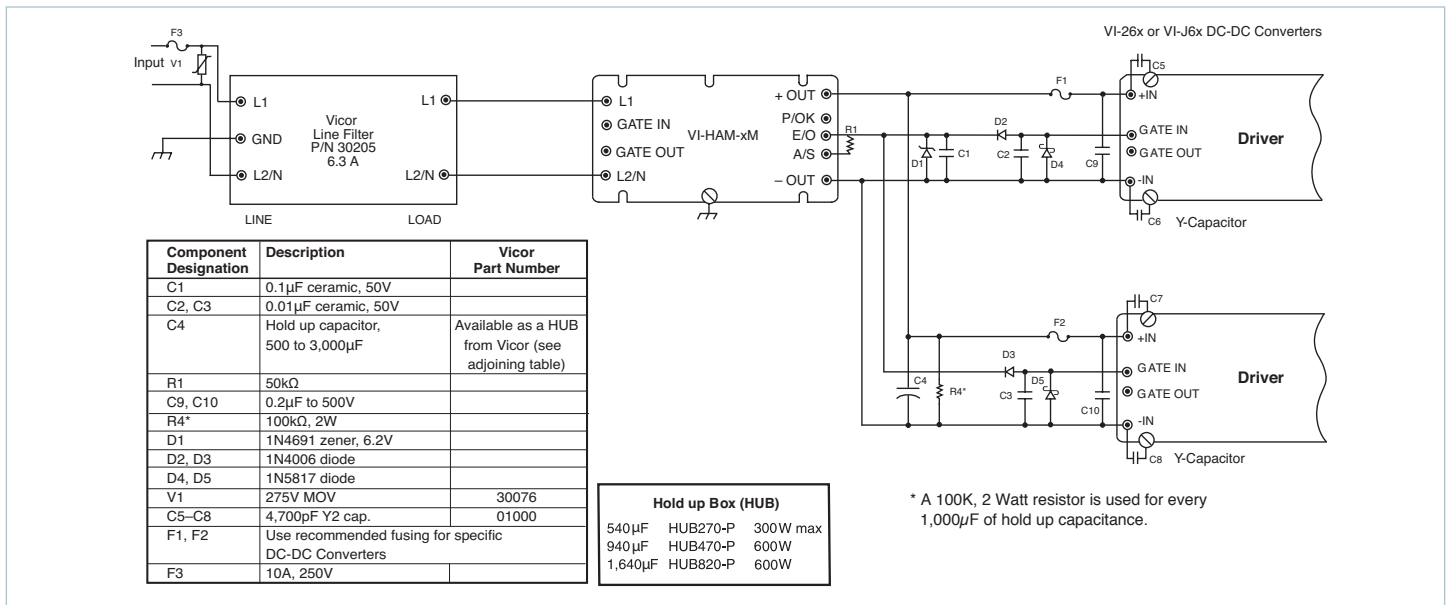 F3
Input V1
L1
GND
L2/N
Vicor
Line Filter
P/N 30205
6.3 A
L1
L2/N
LINE
LOAD
L1
GATE IN
GATE OUT
L2/N
VI-HAM-xM
+ OUT
P/OK
E/O
A/S
– OUT
R1
VI-26x or VI-J6x DC-DC Converters
F1
C5
+IN
D2
GATE IN
GATE OUT
Driver
D1
C1
C2
D4
C9
-IN
C6
Y-Capacitor
C7
F2
+IN
D3
GATE IN
GATE OUT
Driver
C4
R4*
C3
D5
C10
-IN
C8
Y-Capacitor
Component Designation Description Vicor Part Number
C1 0.1µF ceramic, 50V
C2, C3 0.01µF ceramic, 50V
C4 Hold up capacitor, Available as a HUB
500 to 3,000µF from Vicor (see
adjoining table)
R1 50kΩ
C9, C10 0.2µF to 500V
R4* 100kΩ, 2W
D1 1N4691 zener, 6.2V
D2, D3 1N4006 diode
D4, D5 1N5817 diode
V1 275V MOV 30076
C5–C8 4,700pF Y2 cap. 01000
F1, F2 Use recommended fusing for specific
DC-DC Converters
F3 10A, 250V
Hold up Box (HUB)
540µF HUB270-P 300W max
940µF HUB470-P 600W
1,640µF HUB820-P 600W
* A 100K, 2 Watt resistor is used for every
1,000µF of hold up capacitance.